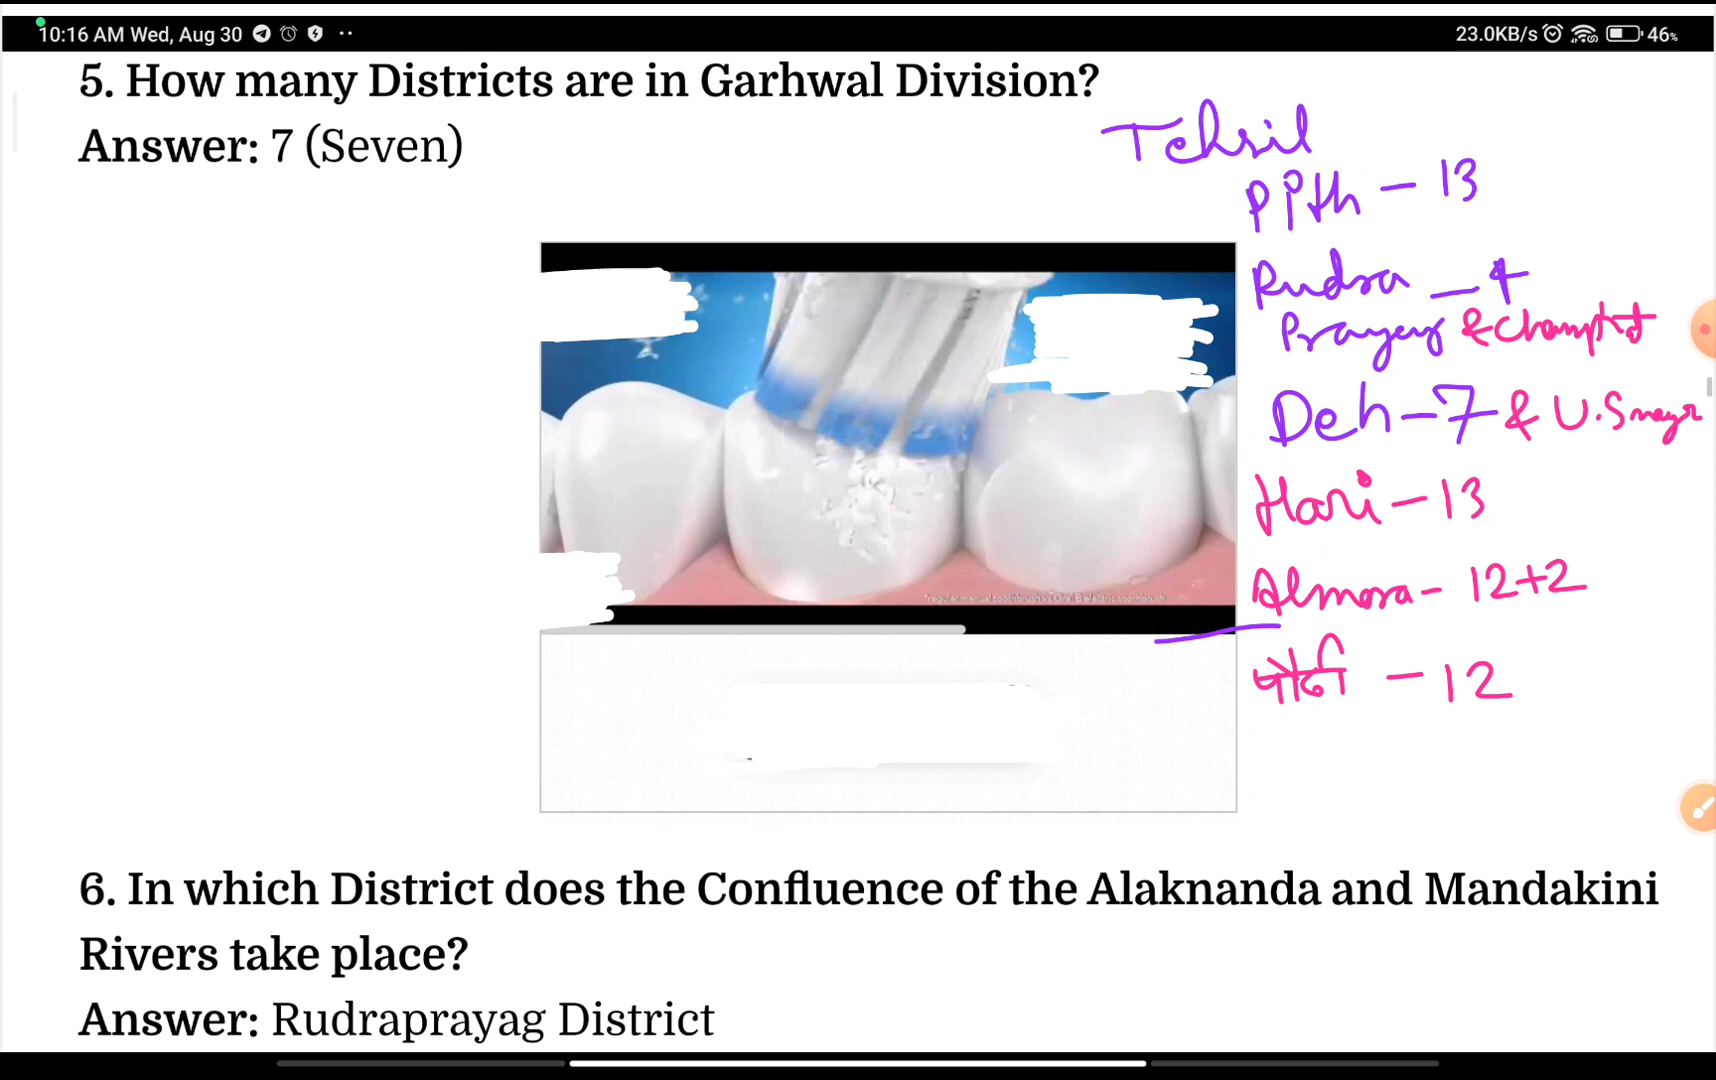 10:16 AM Wed, Aug 30
23.0KB/s 46%
5. How many Districts are in Garhwal Division?
Answer: 7 (Seven)
Tehsil
Pith - 13
Rudra - 4
Prayag & Champt
Deh - 7 & U.S nagr
Hari - 13
Almora - 12+2
- 12
6. In which District does the Confluence of the Alaknanda and Mandakini
Rivers take place?
Answer: Rudraprayag District